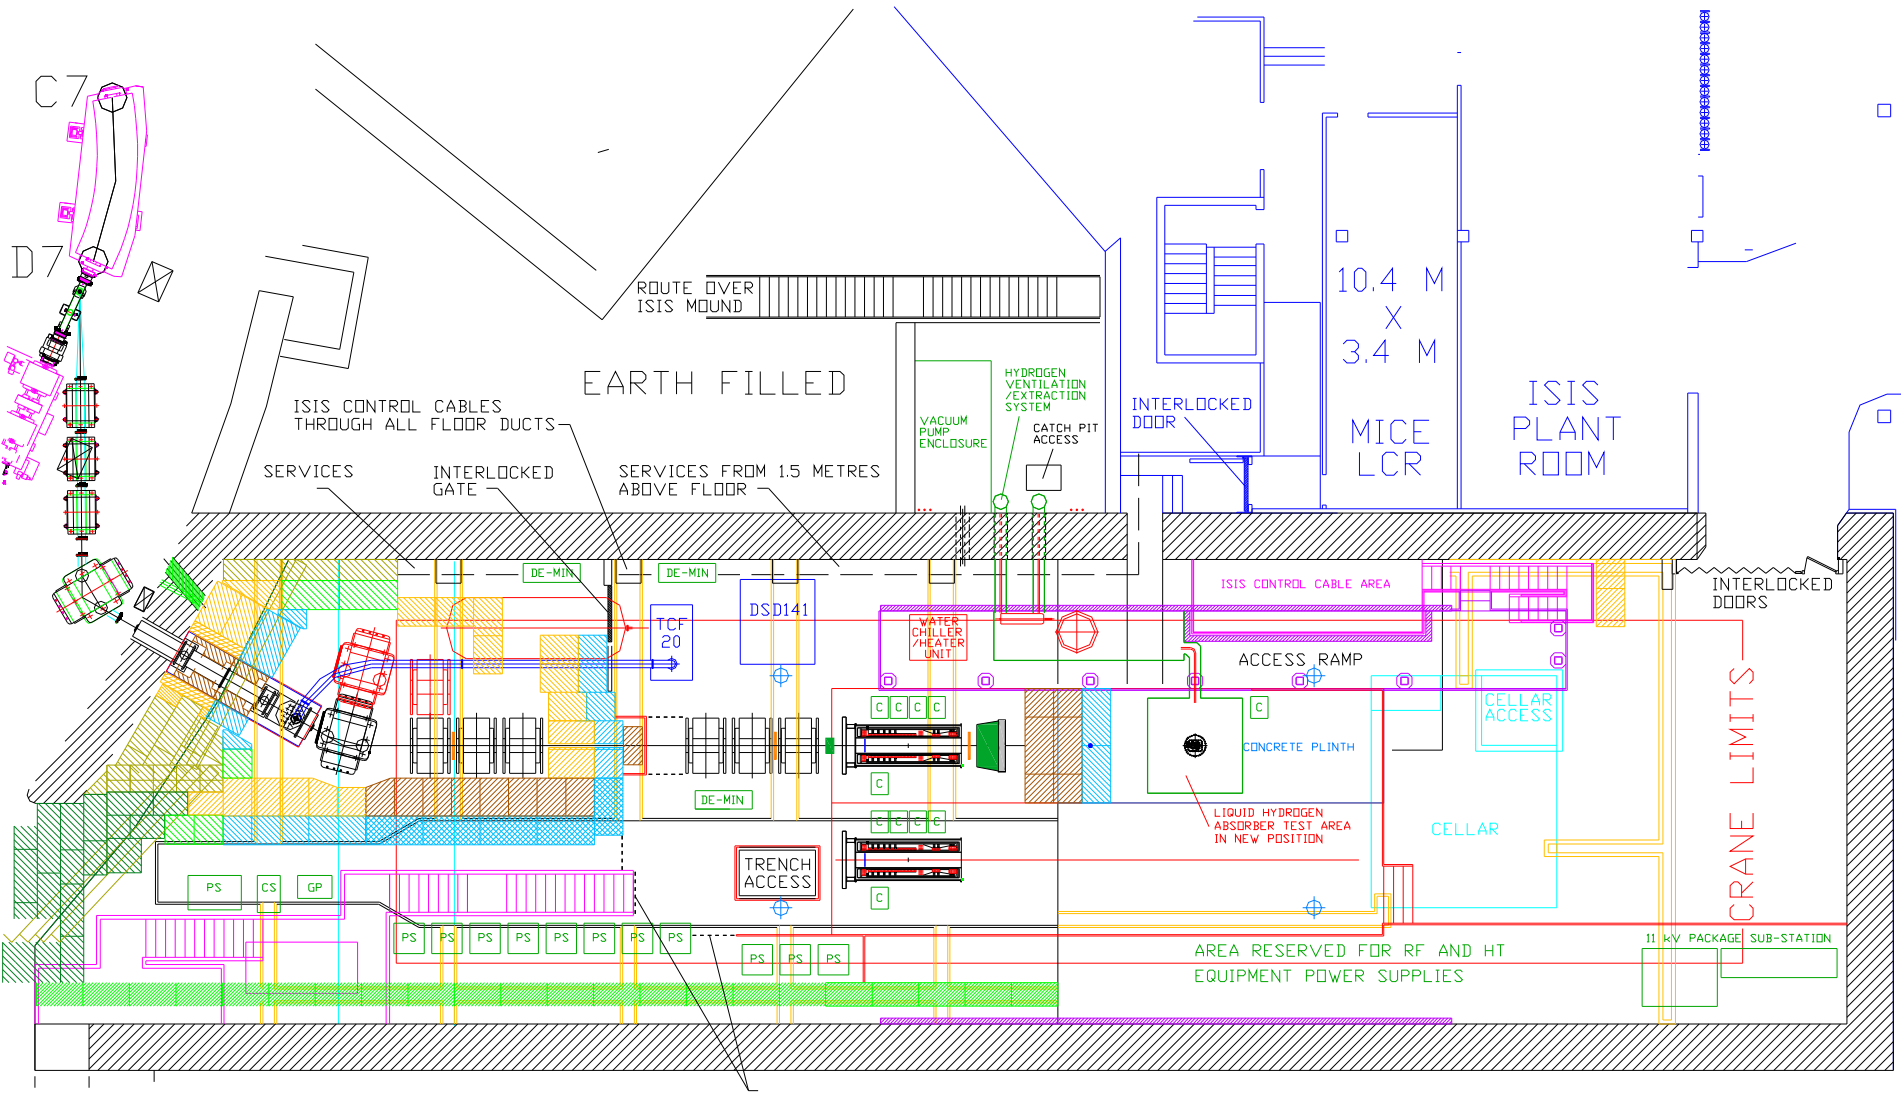 C7
D7
ROUTE OVER
ISIS MOUND
EARTH FILLED
ISIS CONTROL CABLES
THROUGH ALL FLOOR DUCTS
SERVICES
INTERLOCKED
GATE
SERVICES FROM 1.5 METRES
ABOVE FLOOR
VACUUM
PUMP
ENCLOSURE
HYDROGEN
VENTILATION
/EXTRACTION
SYSTEM
CATCH PIT
ACCESS
INTERLOCKED
DOOR
10.4 M
X
3.4 M
MICE
LCR
ISIS
PLANT
ROOM
INTERLOCKED
DOORS
DE-MIN
DE-MIN
TCF
20
DSD141
WATER
CHILLER
/HEATER
UNIT
ISIS CONTROL CABLE AREA
ACCESS RAMP
CELLAR
ACCESS
C
C
C
C
C
C
CONCRETE PLINTH
DE-MIN
C
C
C
C
LIQUID HYDROGEN
ABSORBER TEST AREA
IN NEW POSITION
CELLAR
CRANE LIMITS
TRENCH
ACCESS
C
PS
CS
GP
PS
PS
PS
PS
PS
PS
PS
PS
PS
PS
PS
AREA RESERVED FOR RF AND HT
EQUIPMENT POWER SUPPLIES
11 kV PACKAGE SUB-STATION